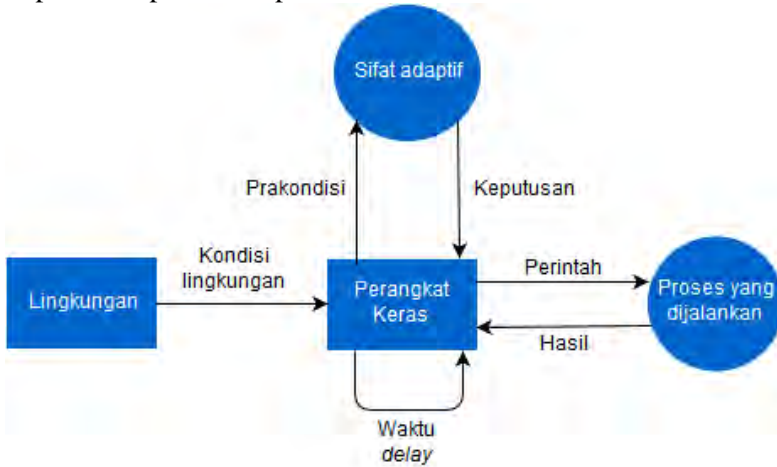 Sifat adaptif
Prakondisi
Keputusan
Kondisi
lingkungan
Perintah
Lingkungan
Perangkat
Keras
Proses yang
dijalankan
Hasil
Waktu
delay